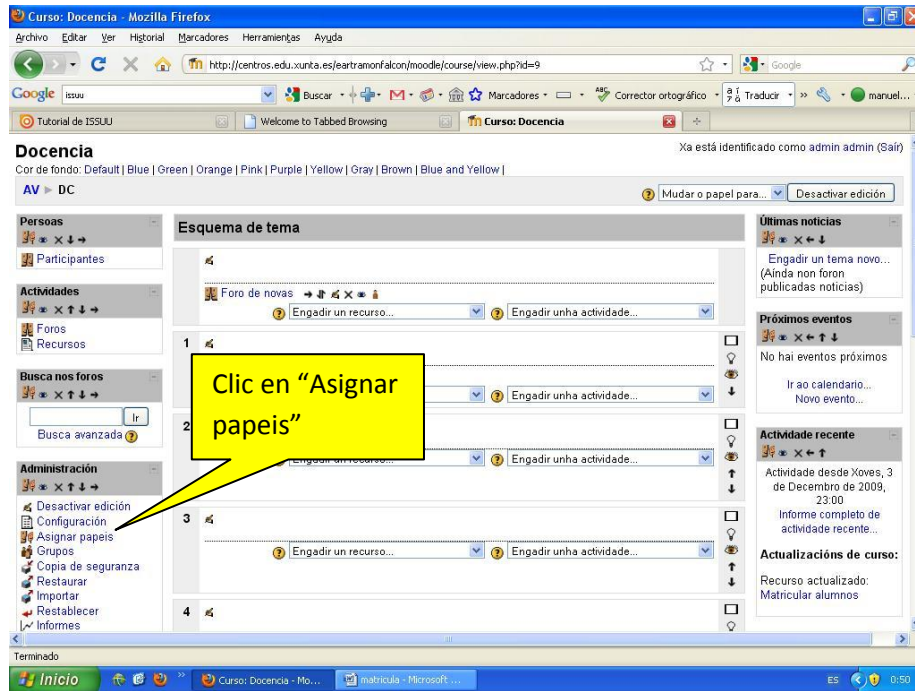 Curso: Docencia - Mozilla Firefox
Archivo Editar Ver Historial Marcadores Herramientas Ayuda
http://centros.edu.xunta.es/eartramonfalcon/moodle/course/view.php?id=9
Google
Google issuu Buscar Marcadores Corrector ortográfico Traducir » manuel...
Tutorial de ISSUU Welcome to Tabbed Browsing Curso: Docencia
Docencia
Xa está identificado como admin admin (Saír)
Cor de fondo: Default | Blue | Green | Orange | Pink | Purple | Yellow | Gray | Brown | Blue and Yellow |
AV ► DC
Mudar o papel para... Desactivar edición
Persoas
Participantes
Actividades
Foros
Recursos
Busca nos foros
Ir
Busca avanzada
Administración
Desactivar edición
Configuración
Asignar papeis
Grupos
Copia de seguranza
Restaurar
Importar
Restablecer
Informes
Esquema de tema
Foro de novas
Engadir un recurso... Engadir unha actividade...
1
Engadir unha actividade...
Clic en “Asignar
papeis”
2
Engadir un recurso... Engadir unha actividade...
3
Engadir un recurso... Engadir unha actividade...
4
Últimas noticias
Engadir un tema novo...
(Aínda non foron
publicadas noticias)
Próximos eventos
No hai eventos próximos
Ir ao calendario...
Novo evento...
Actividade recente
Actividade desde Xoves, 3
de Decembro de 2009,
23:00
Informe completo de
actividade recente...
Actualizacións de curso:
Recurso actualizado:
Matricular alumnos
Terminado
Inicio » Curso: Docencia - Mo... matricula - Microsoft ... ES 0:50